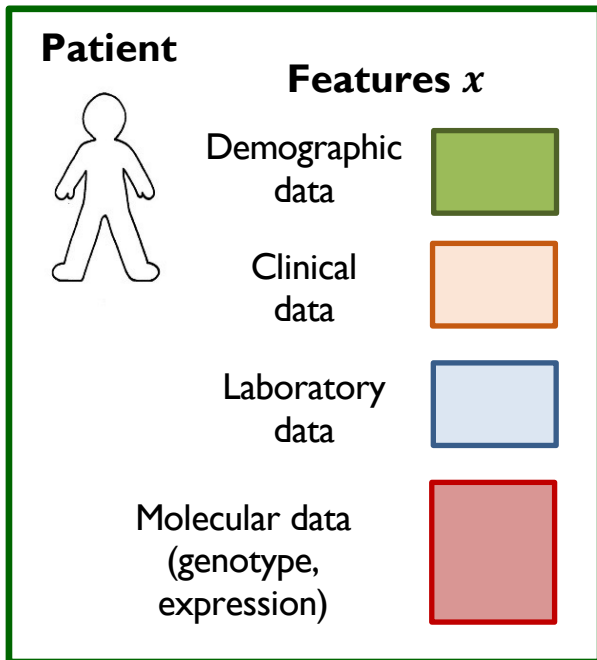 Patient
Features x
Demographic
data
Clinical
data
Laboratory
data
Molecular data
(genotype,
expression)